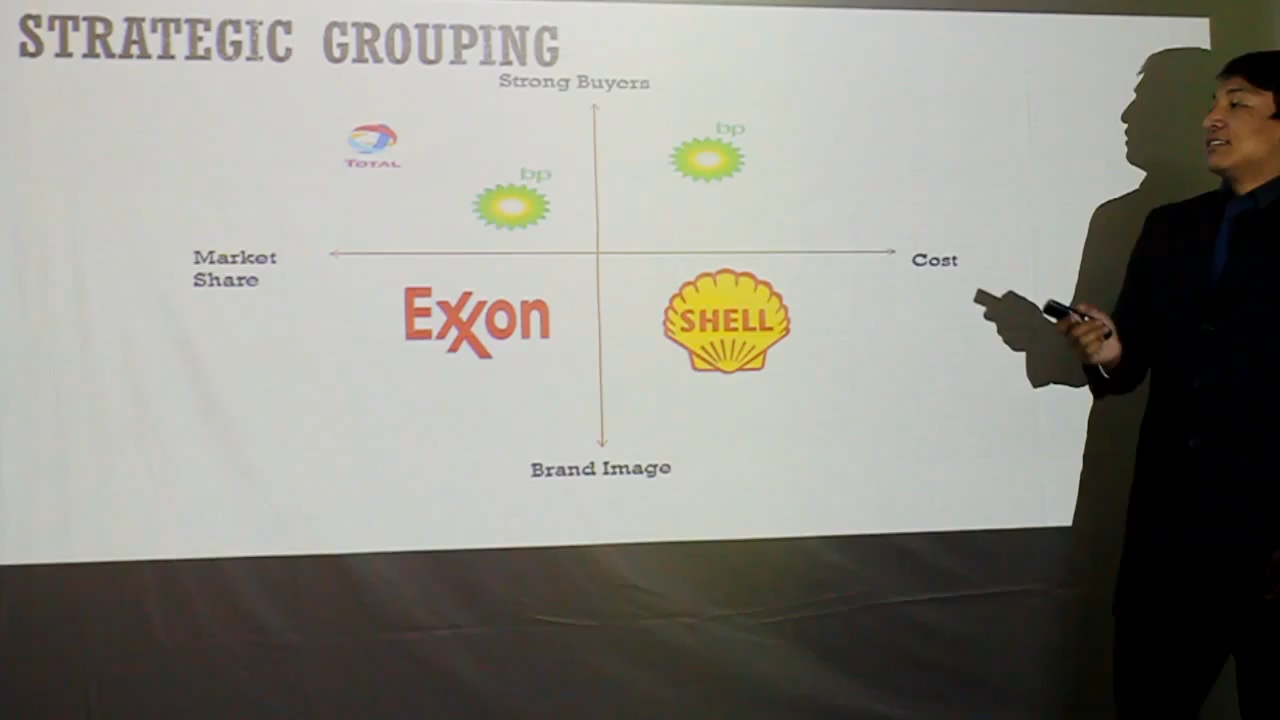 STRATEGIC GROUPING
Strong Buyers
bp
TOTAL
bp
Market
Share
Cost
Exxon
SHELL
Brand Image